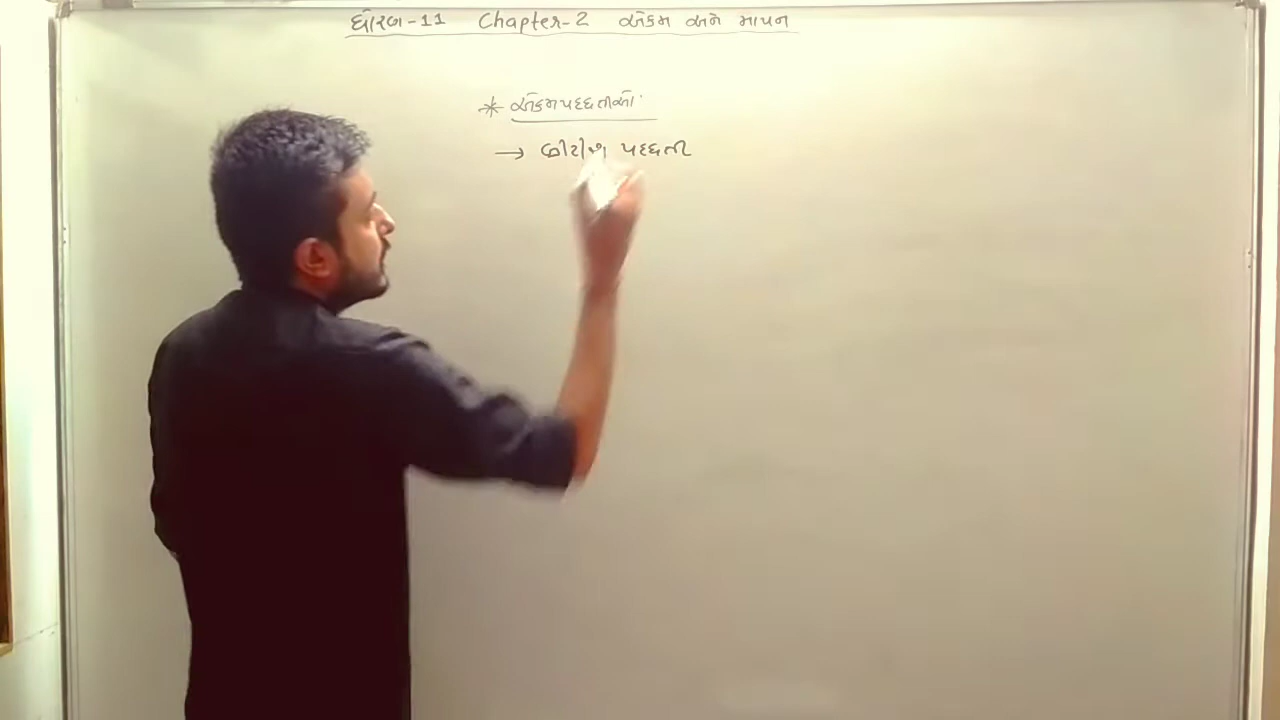 ધોરણ-11 Chapter-2 એકમ અને માપન
* એકમપદ્ધતીઓ
→ બ્રીટીશ પદ્ધતી